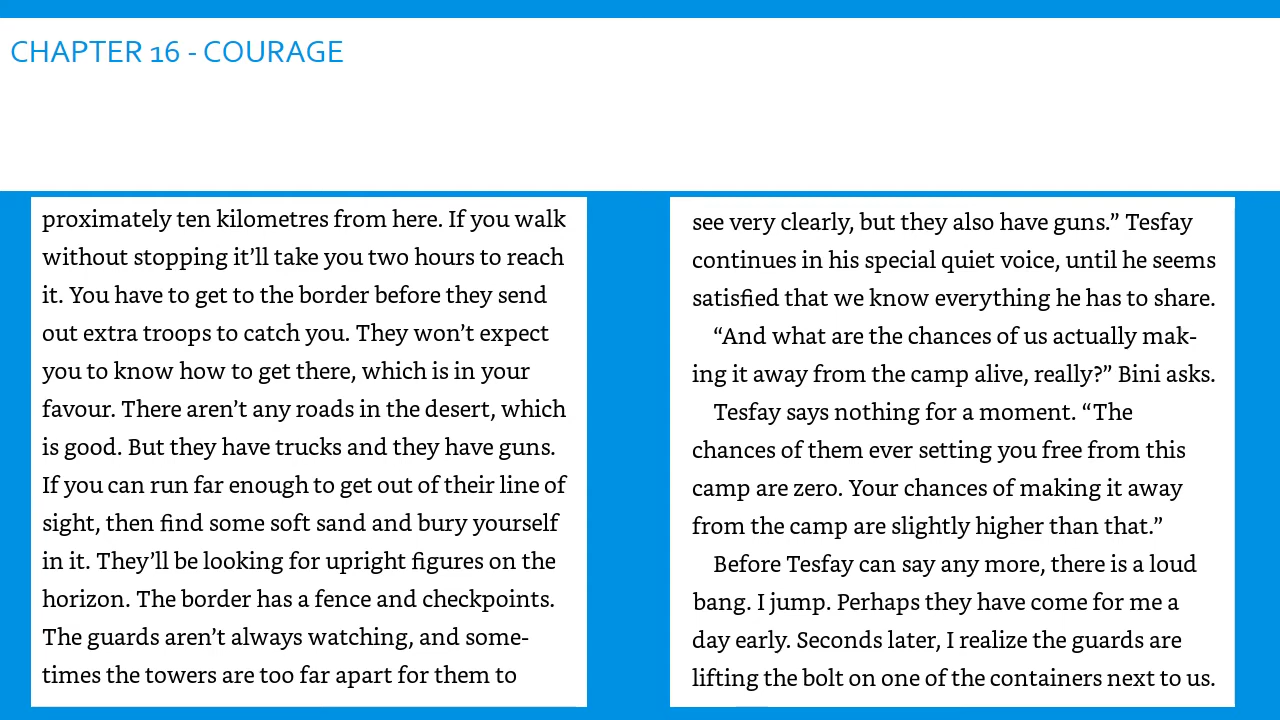 CHAPTER 16 - COURAGE
proximately ten kilometres from here. If you walk
without stopping it’ll take you two hours to reach
it. You have to get to the border before they send
out extra troops to catch you. They won’t expect
you to know how to get there, which is in your
favour. There aren’t any roads in the desert, which
is good. But they have trucks and they have guns.
If you can run far enough to get out of their line of
sight, then find some soft sand and bury yourself
in it. They’ll be looking for upright figures on the
horizon. The border has a fence and checkpoints.
The guards aren’t always watching, and some-
times the towers are too far apart for them to
see very clearly, but they also have guns.” Tesfay
continues in his special quiet voice, until he seems
satisfied that we know everything he has to share.
“And what are the chances of us actually mak-
ing it away from the camp alive, really?” Bini asks.
Tesfay says nothing for a moment. “The
chances of them ever setting you free from this
camp are zero. Your chances of making it away
from the camp are slightly higher than that.”
Before Tesfay can say any more, there is a loud
bang. I jump. Perhaps they have come for me a
day early. Seconds later, I realize the guards are
lifting the bolt on one of the containers next to us.